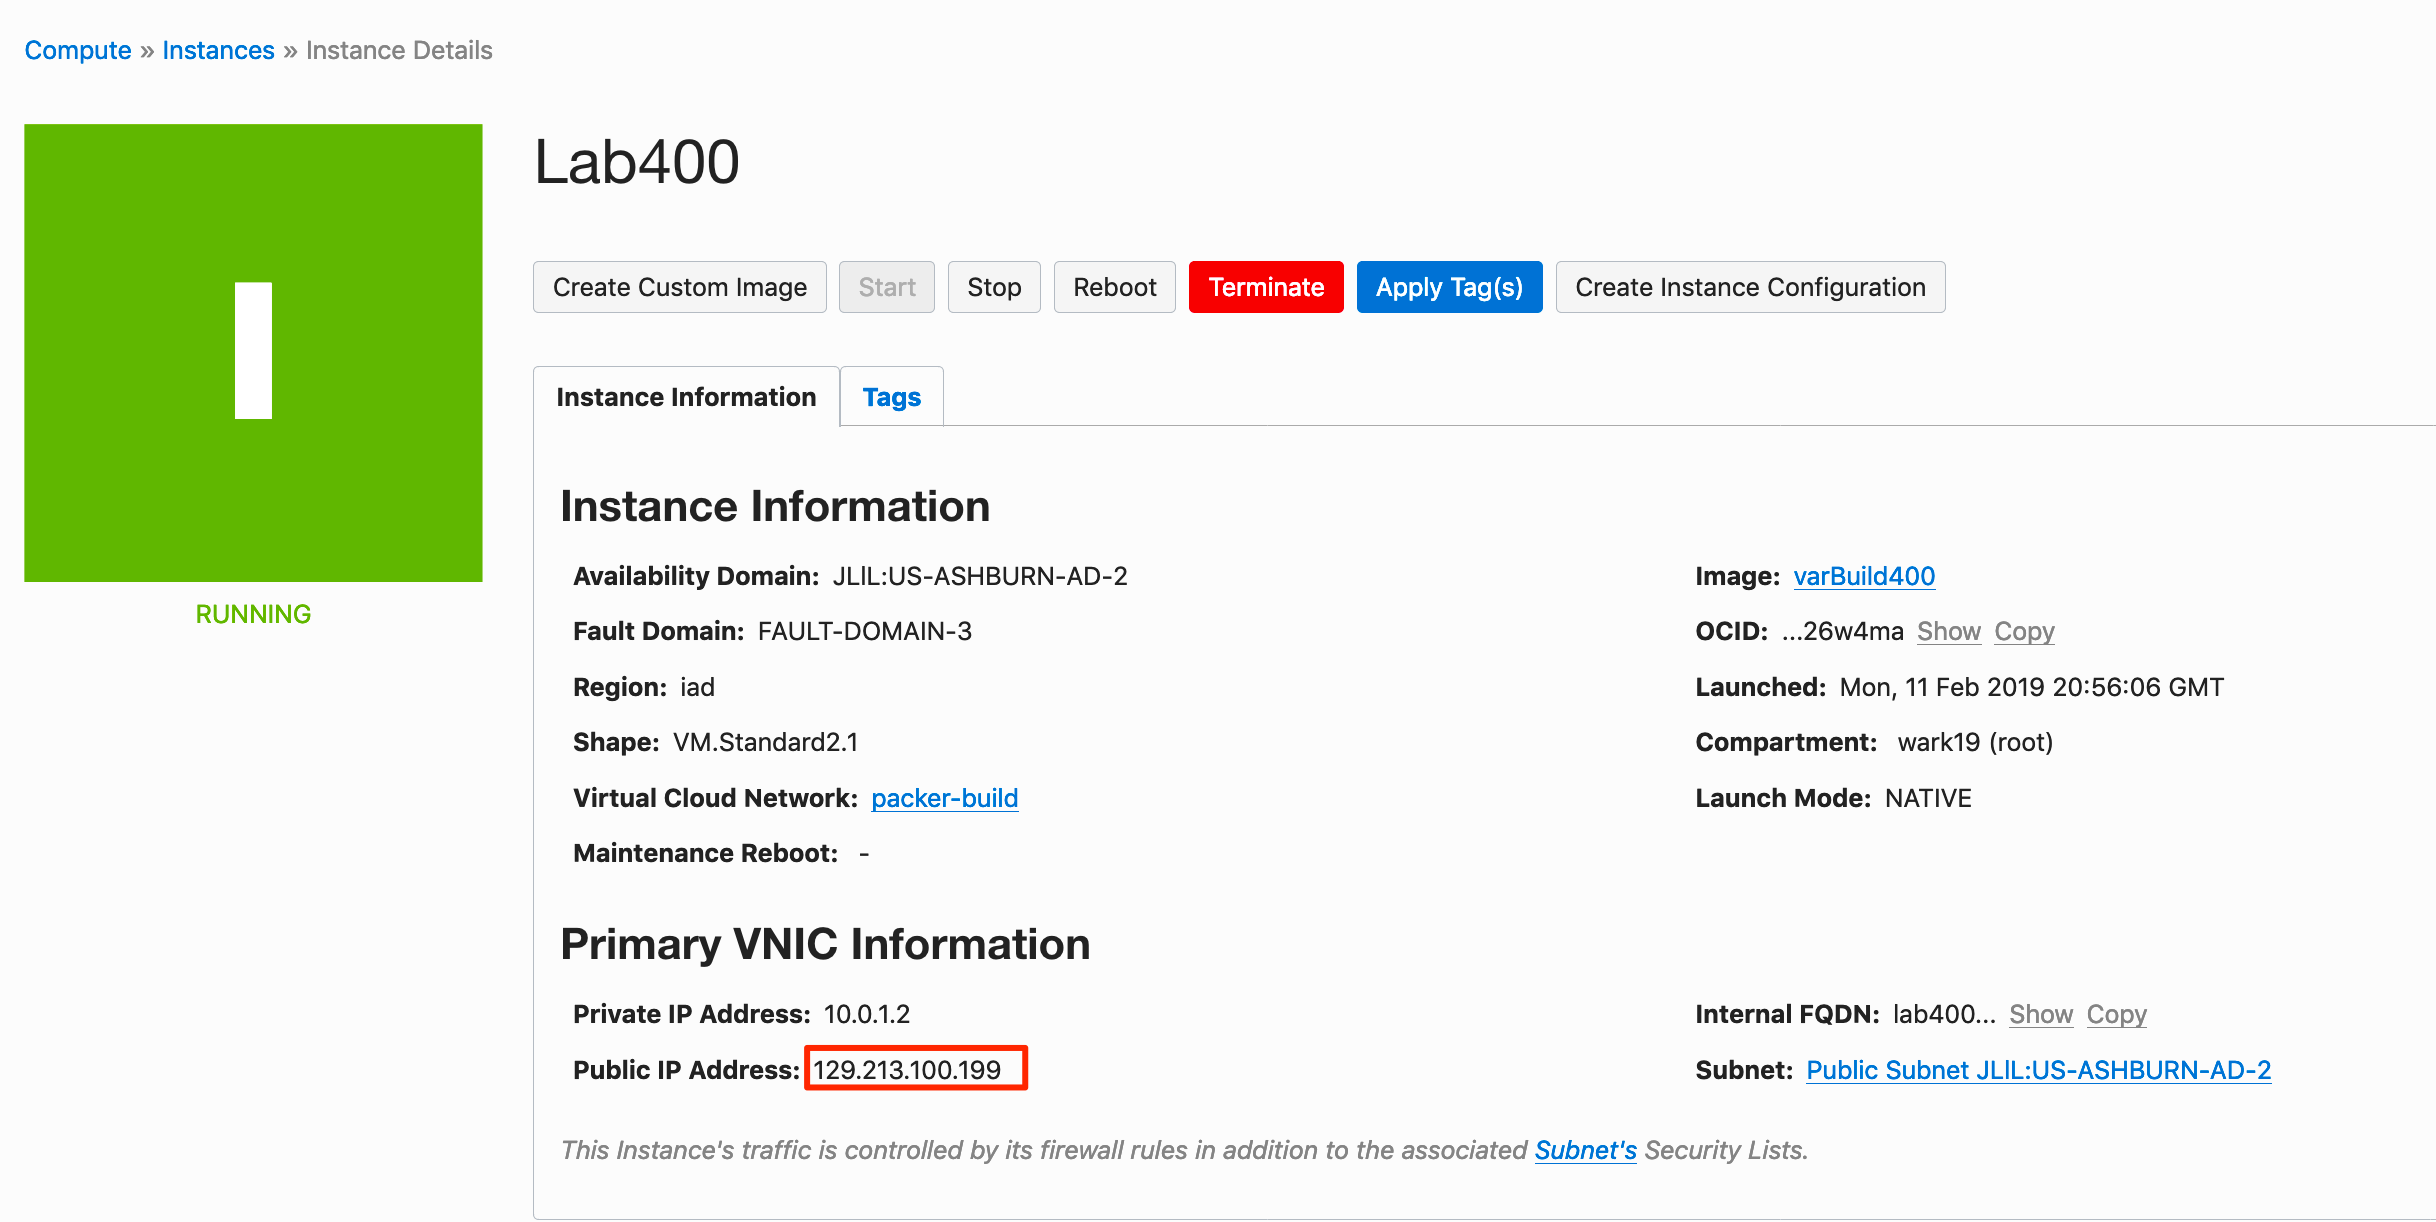 Compute » Instances » Instance Details
Lab400
Create Custom Image Start Stop Reboot Terminate Apply Tag(s) Create Instance Configuration
Instance Information Tags
I
RUNNING
Instance Information
Availability Domain: JLlL:US-ASHBURN-AD-2 Image: varBuild400
Fault Domain: FAULT-DOMAIN-3 OCID: ...26w4ma Show Copy
Region: iad Launched: Mon, 11 Feb 2019 20:56:06 GMT
Shape: VM.Standard2.1 Compartment: wark19 (root)
Virtual Cloud Network: packer-build Launch Mode: NATIVE
Maintenance Reboot: -
Primary VNIC Information
Private IP Address: 10.0.1.2 Internal FQDN: lab400... Show Copy
Public IP Address: 129.213.100.199 Subnet: Public Subnet JLlL:US-ASHBURN-AD-2
This Instance's traffic is controlled by its firewall rules in addition to the associated Subnet's Security Lists.